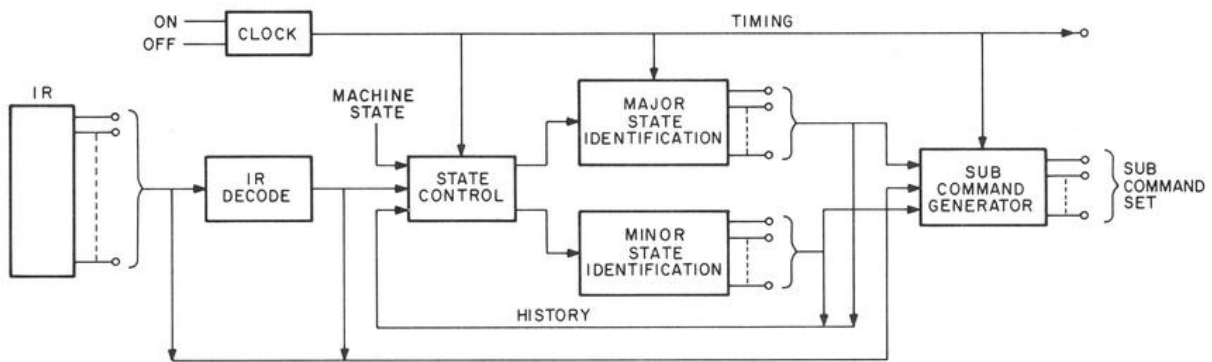 ON
OFF
CLOCK
TIMING
IR
MACHINE
STATE
IR
DECODE
STATE
CONTROL
MAJOR
STATE
IDENTIFICATION
MINOR
STATE
IDENTIFICATION
SUB
COMMAND
GENERATOR
SUB
COMMAND
SET
HISTORY